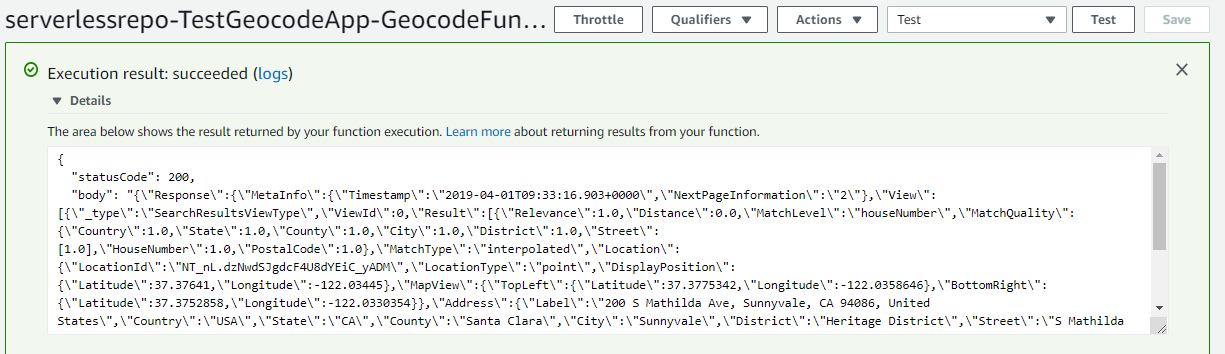 serverlessrepo-TestGeocodeApp-GeocodeFun... Throttle Qualifiers Actions Test Test Save
Execution result: succeeded (logs)
Details
The area below shows the result returned by your function execution. Learn more about returning results from your function.
{
"statusCode": 200,
"body": "{\"Response\":{\"MetaInfo\":{\"Timestamp\":\"2019-04-01T09:33:16.903+0000\",\"NextPageInformation\":\"2\"},\"View\":
[{\"_type\":\"SearchResultsViewType\",\"ViewId\":0,\"Result\":[{\"Relevance\":1.0,\"Distance\":0.0,\"MatchLevel\":\"houseNumber\",\"MatchQuality\":
{\"Country\":1.0,\"State\":1.0,\"County\":1.0,\"City\":1.0,\"District\":1.0,\"Street\":
[1.0],\"HouseNumber\":1.0,\"PostalCode\":1.0},\"MatchType\":\"interpolated\",\"Location\":
{\"LocationId\":\"NT_nL.dzNwdSJgdcF4U8dYEiC_yADM\",\"LocationType\":\"point\",\"DisplayPosition\":
{\"Latitude\":37.37641,\"Longitude\":-122.03445},\"MapView\":{\"TopLeft\":{\"Latitude\":37.3775342,\"Longitude\":-122.0358646},\"BottomRight\":
{\"Latitude\":37.3752858,\"Longitude\":-122.0330354}},\"Address\":{\"Label\":\"200 S Mathilda Ave, Sunnyvale, CA 94086, United
States\",\"Country\":\"USA\",\"State\":\"CA\",\"County\":\"Santa Clara\",\"City\":\"Sunnyvale\",\"District\":\"Heritage District\",\"Street\":\"S Mathilda